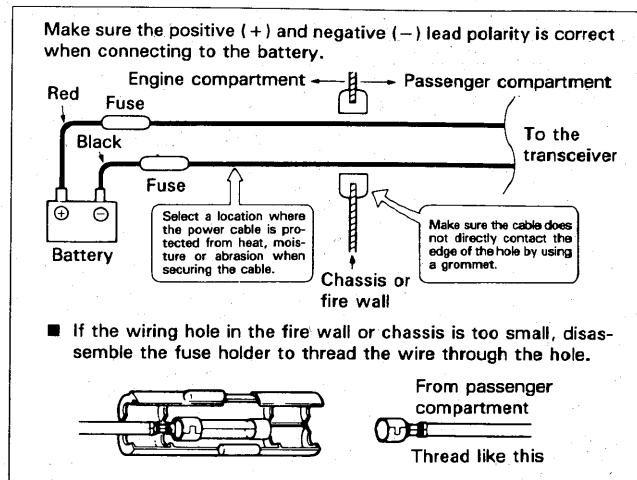 Make sure the positive (+) and negative (−) lead polarity is correct
when connecting to the battery.
Engine compartment
Passenger compartment
Red
Fuse
Black
Fuse
To the
transceiver
⊕
⊖
Battery
Select a location where
the power cable is pro-
tected from heat, mois-
ture or abrasion when
securing the cable.
Make sure the cable does
not directly contact the
edge of the hole by using
a grommet.
Chassis or
fire wall
■ If the wiring hole in the fire wall or chassis is too small, disas-
semble the fuse holder to thread the wire through the hole.
From passenger
compartment
Thread like this